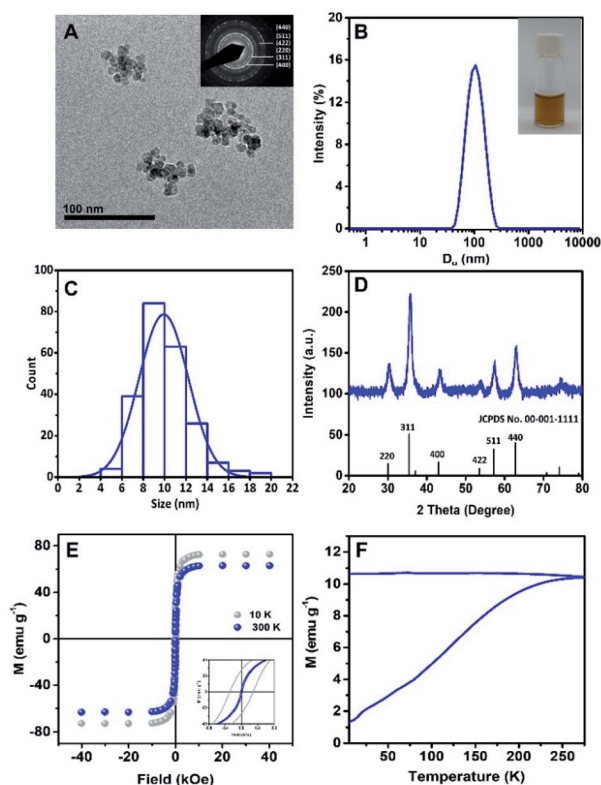 A
(440)
(511)
(422)
(220)
(311)
(400)
100 nm
B
Intensity (%)
20
16
12
8
4
0
1 10 100 1000 10000
D_H (nm)
C
Count
100
80
60
40
20
0
0 2 4 6 8 10 12 14 16 18 20 22
Size (nm)
D
Intensity (a.u.)
250
200
150
100
50
0
JCPDS No. 00-001-1111
220
311
400
422
511
440
20 30 40 50 60 70 80
2 Theta (Degree)
E
M (emu g-1)
80
40
0
-40
-80
10 K
300 K
-40 -20 0 20 40
Field (kOe)
F
M (emu g-1)
12
10
8
6
4
2
0
50 100 150 200 250
Temperature (K)